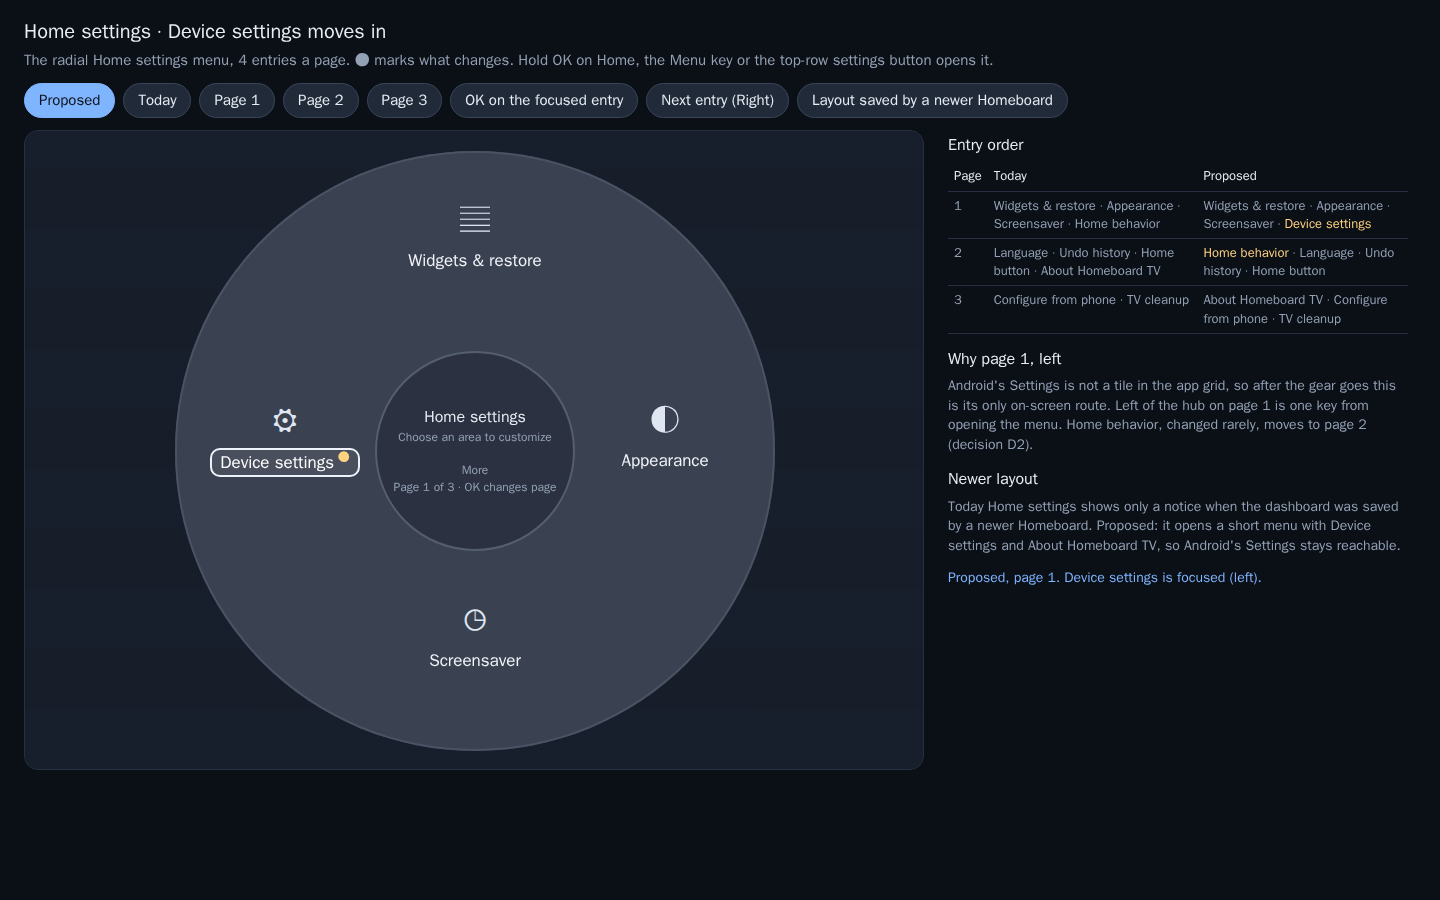 Home settings · Device settings moves in
The radial Home settings menu, 4 entries a page. ● marks what changes. Hold OK on Home, the Menu key or the top-row settings button opens it.
Proposed
Today
Page 1
Page 2
Page 3
OK on the focused entry
Next entry (Right)
Layout saved by a newer Homeboard
Widgets & restore
Device settings
Home settings
Choose an area to customize
More
Page 1 of 3 · OK changes page
Appearance
Screensaver
Entry order
Page Today Proposed
1 Widgets & restore · Appearance · Widgets & restore · Appearance ·
Screensaver · Home behavior Screensaver · Device settings
2 Language · Undo history · Home Home behavior · Language · Undo
button · About Homeboard TV history · Home button
3 Configure from phone · TV cleanup About Homeboard TV · Configure
from phone · TV cleanup
Why page 1, left
Android's Settings is not a tile in the app grid, so after the gear goes this
is its only on-screen route. Left of the hub on page 1 is one key from
opening the menu. Home behavior, changed rarely, moves to page 2
(decision D2).
Newer layout
Today Home settings shows only a notice when the dashboard was saved
by a newer Homeboard. Proposed: it opens a short menu with Device
settings and About Homeboard TV, so Android's Settings stays reachable.
Proposed, page 1. Device settings is focused (left).